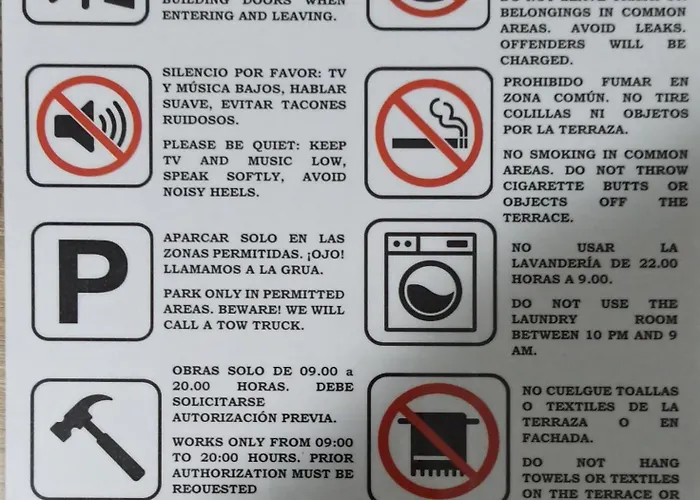 BUILDING DOORS WHEN
ENTERING AND LEAVING.
SILENCIO POR FAVOR: TV
Y MÚSICA BAJOS, HABLAR
SUAVE, EVITAR TACONES
RUIDOSOS.
PLEASE BE QUIET: KEEP
TV AND MUSIC LOW,
SPEAK SOFTLY, AVOID
NOISY HEELS.
P
APARCAR SOLO EN LAS
ZONAS PERMITIDAS. ¡OJO!
LLAMAMOS A LA GRUA.
PARK ONLY IN PERMITTED
AREAS. BEWARE! WE WILL
CALL A TOW TRUCK.
OBRAS SOLO DE 09.00 a
20.00 HORAS. DEBE
SOLICITARSE
AUTORIZACIÓN PREVIA.
WORKS ONLY FROM 09:00
TO 20:00 HOURS. PRIOR
AUTHORIZATION MUST BE
REQUESTED
BELONGINGS IN COMMON
AREAS. AVOID LEAKS.
OFFENDERS WILL BE
CHARGED.
PROHIBIDO FUMAR EN
ZONA COMÚN. NO TIRE
COLILLAS NI OBJETOS
POR LA TERRAZA.
NO SMOKING IN COMMON
AREAS. DO NOT THROW
CIGARETTE BUTTS OR
OBJECTS OFF THE
TERRACE.
NO USAR LA
LAVANDERÍA DE 22.00
HORAS A 9.00.
DO NOT USE THE
LAUNDRY ROOM
BETWEEN 10 PM AND 9
AM.
NO CUELGUE TOALLAS
O TEXTILES DE LA
TERRAZA O EN
FACHADA.
DO NOT HANG
TOWELS OR TEXTILES
ON THE TERRACE OR